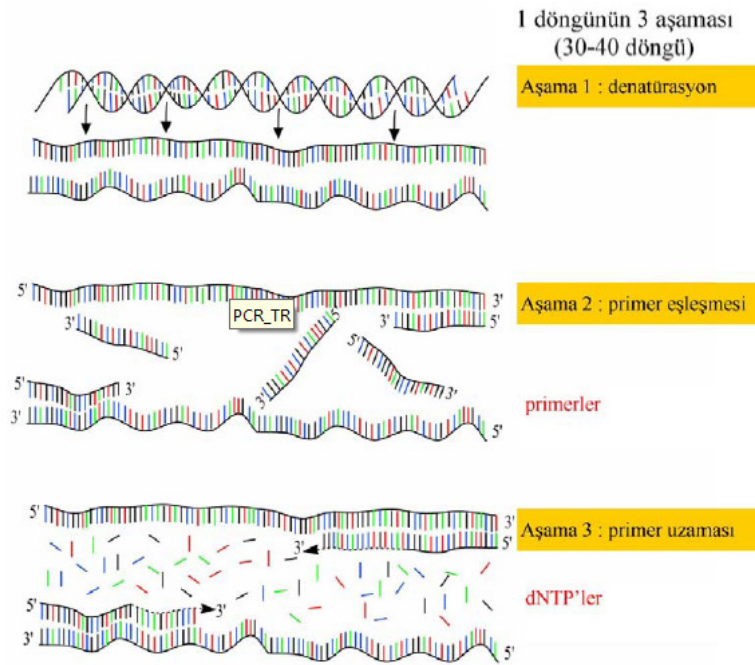 1 döngünün 3 aşaması
(30-40 döngü)
Aşama 1 : denatürasyon
5'
3'
Aşama 2 : primer eşleşmesi
3'
5'
PCR_TR
5'
3'
5'
5'
3'
3'
5'
3'
3'
primerler
3'
5'
5'
3'
Aşama 3 : primer uzaması
3'
5'
dNTP'ler
5'
3'
3'
5'